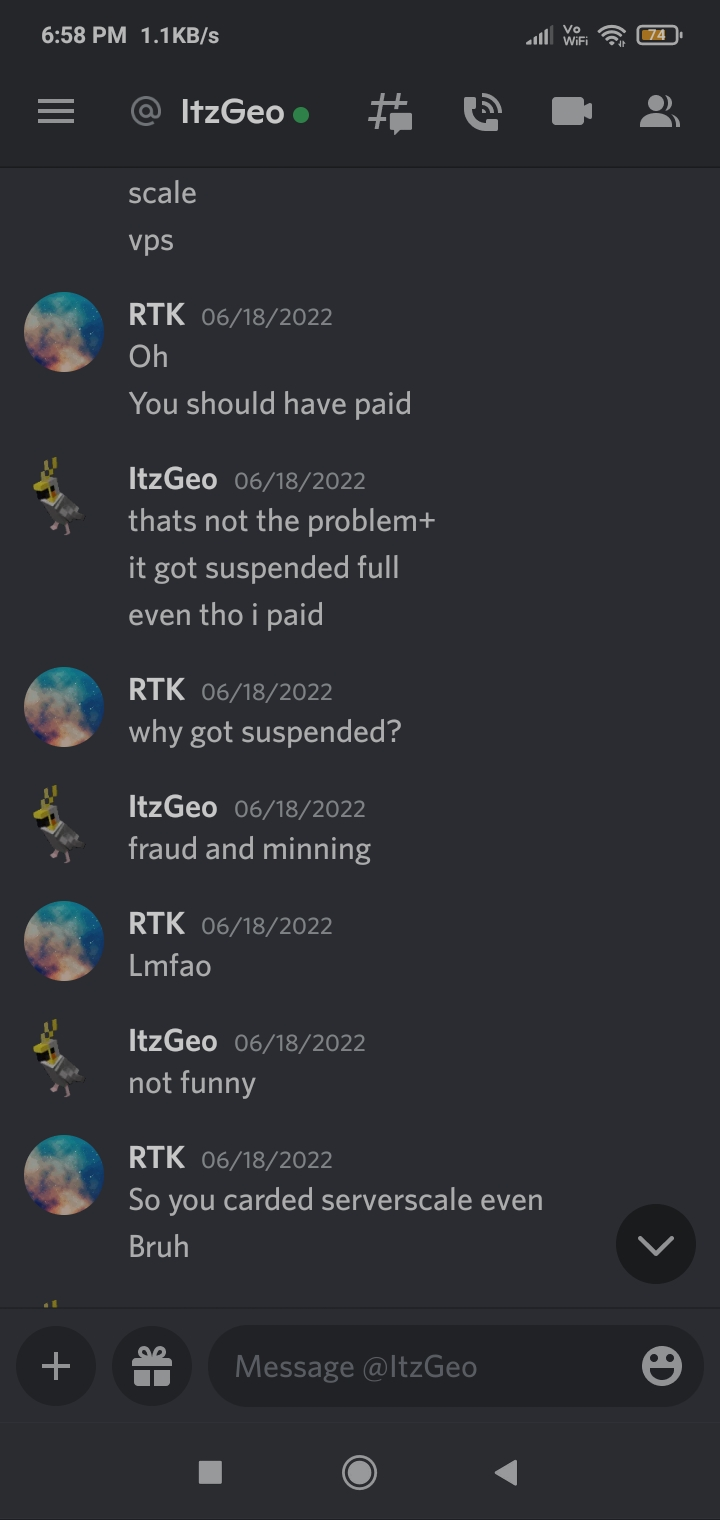 6:58 PM 1.1KB/s Vo WiFi 74
@ ItzGeo
scale
vps
RTK 06/18/2022
Oh
You should have paid
ItzGeo 06/18/2022
thats not the problem+
it got suspended full
even tho i paid
RTK 06/18/2022
why got suspended?
ItzGeo 06/18/2022
fraud and minning
RTK 06/18/2022
Lmfao
ItzGeo 06/18/2022
not funny
RTK 06/18/2022
So you carded serverscale even
Bruh
Message @ItzGeo